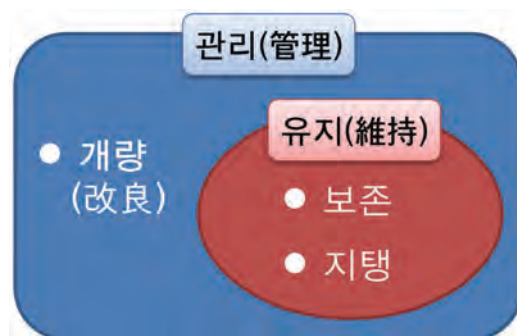 관리(管理)
유지(維持)
● 개량
(改良)
● 보존
● 지탱